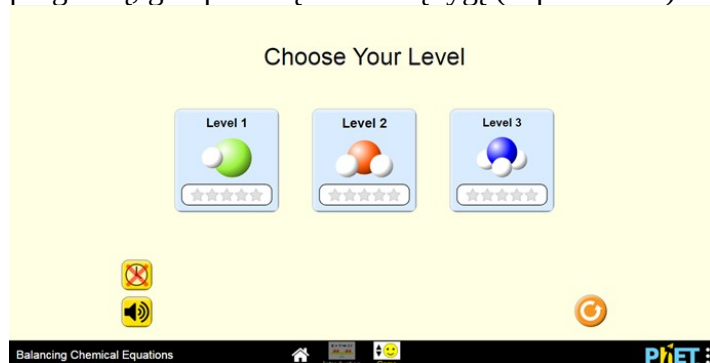 Choose Your Level
Level 1
Level 2
Level 3
Balancing Chemical Equations
PhET